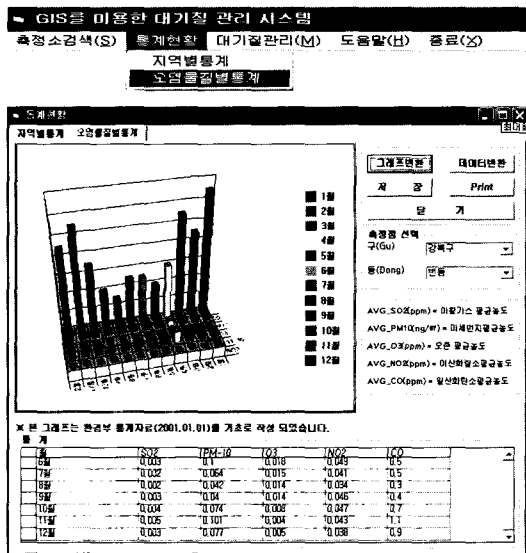 GIS를 이용한 대기질 관리 시스템
측정소검색(S) 통계현황 대기질관리(M) 도움말(H) 종료(X)
지역별통계
오염물질별통계
통계현황
지역별통계 오염물질별통계
1월
2월
3월
4월
5월
6월
7월
8월
9월
10월
11월
12월
그래프변환 데이터변환
저 장 Print
닫 기
측정점 선택
구(Gu) 강북구
동(Dong) 번동
AVG_SO2(ppm) = 아황가스 평균농도
AVG_PM10(ng/㎥) = 미세먼지평균농도
AVG_O3(ppm) = 오존 평균농도
AVG_NO2(ppm) = 이산화질소평균농도
AVG_CO(ppm) = 일산화탄소평균농도
※ 본 그래프는 환경부 통계자료(2001.01.01)를 기초로 작성 되었습니다.
통 계
월 SO2 PM-10 O3 NO2 CO
6월 0.003 0.1 0.018 0.049 0.5
7월 0.002 0.064 0.015 0.041 0.5
8월 0.002 0.042 0.014 0.034 0.3
9월 0.003 0.04 0.014 0.046 0.4
10월 0.004 0.074 0.008 0.047 0.7
11월 0.005 0.101 0.004 0.043 1.1
12월 0.003 0.077 0.005 0.038 0.9